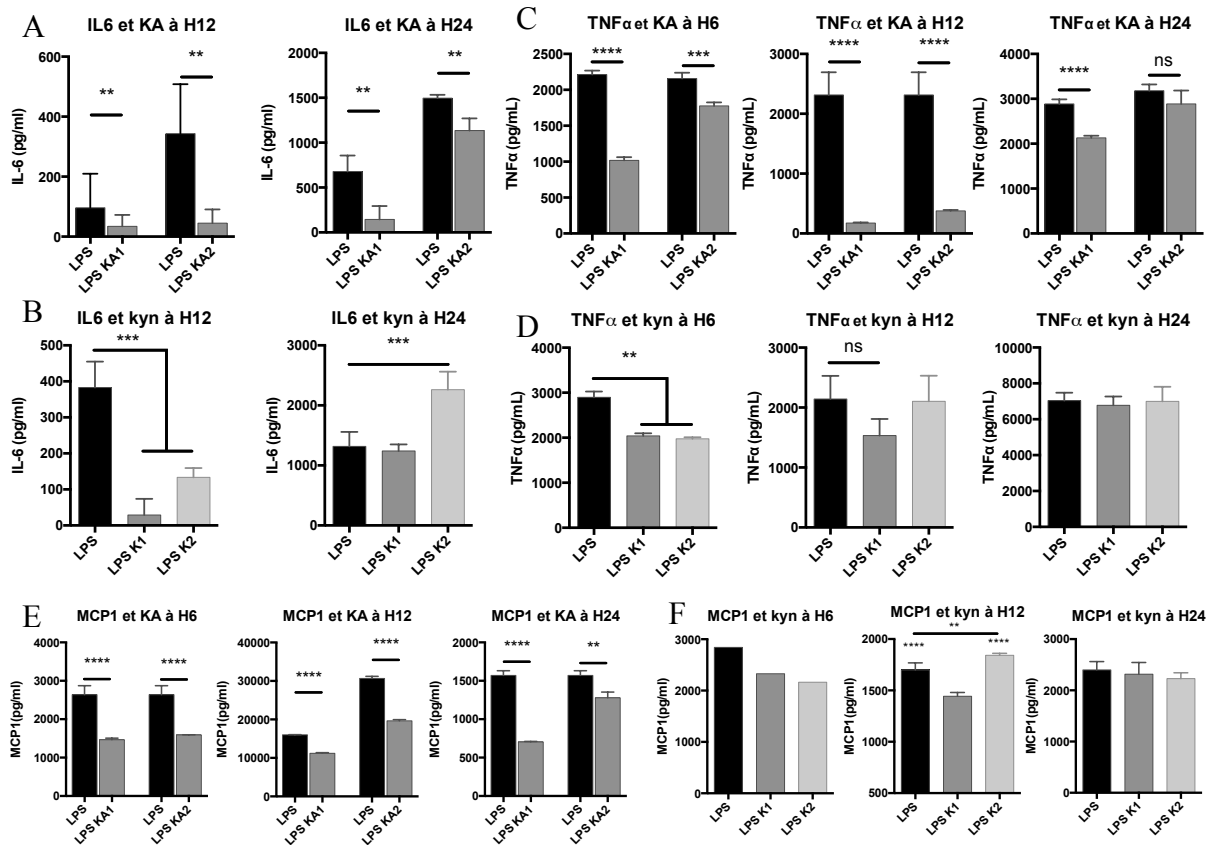 A
IL6 et KA à H12
IL-6 (pg/ml)
600
400
200
0
**
**
LPS
LPS KA1
LPS
LPS KA2
IL6 et KA à H24
IL-6 (pg/ml)
2000
1500
1000
500
0
**
**
LPS
LPS KA1
LPS
LPS KA2
C
TNFα et KA à H6
TNFα (pg/mL)
2500
2000
1500
1000
500
0
****
***
LPS
LPS KA1
LPS
LPS KA2
TNFα et KA à H12
TNFα (pg/mL)
3000
2000
1000
0
****
****
LPS
LPS KA1
LPS
LPS KA2
TNFα et KA à H24
TNFα (pg/mL)
4000
3000
2000
1000
0
****
ns
LPS
LPS KA1
LPS
LPS KA2
B
IL6 et kyn à H12
IL-6 (pg/ml)
500
400
300
200
100
0
***
LPS
LPS K1
LPS K2
IL6 et kyn à H24
IL-6 (pg/ml)
3000
2000
1000
0
***
LPS
LPS K1
LPS K2
D
TNFα et kyn à H6
TNFα (pg/mL)
4000
3000
2000
1000
0
**
LPS
LPS K1
LPS K2
TNFα et kyn à H12
TNFα (pg/mL)
3000
2000
1000
0
ns
LPS
LPS K1
LPS K2
TNFα et kyn à H24
TNFα (pg/mL)
10000
8000
6000
4000
2000
0
LPS
LPS K1
LPS K2
E
MCP1 et KA à H6
MCP1(pg/ml)
4000
3000
2000
1000
0
****
****
LPS
LPS KA1
LPS
LPS KA2
MCP1 et KA à H12
MCP1(pg/ml)
40000
30000
20000
10000
0
****
****
LPS
LPS KA1
LPS
LPS KA2
MCP1 et KA à H24
MCP1(pg/ml)
2000
1500
1000
500
0
****
**
LPS
LPS KA1
LPS
LPS KA2
F
MCP1 et kyn à H6
MCP1(pg/ml)
3000
2000
1000
0
LPS
LPS K1
LPS K2
MCP1 et kyn à H12
MCP1(pg/ml)
2000
1500
1000
500
****
**
****
LPS
LPS K1
LPS K2
MCP1 et kyn à H24
MCP1(pg/ml)
3000
2000
1000
0
LPS
LPS K1
LPS K2